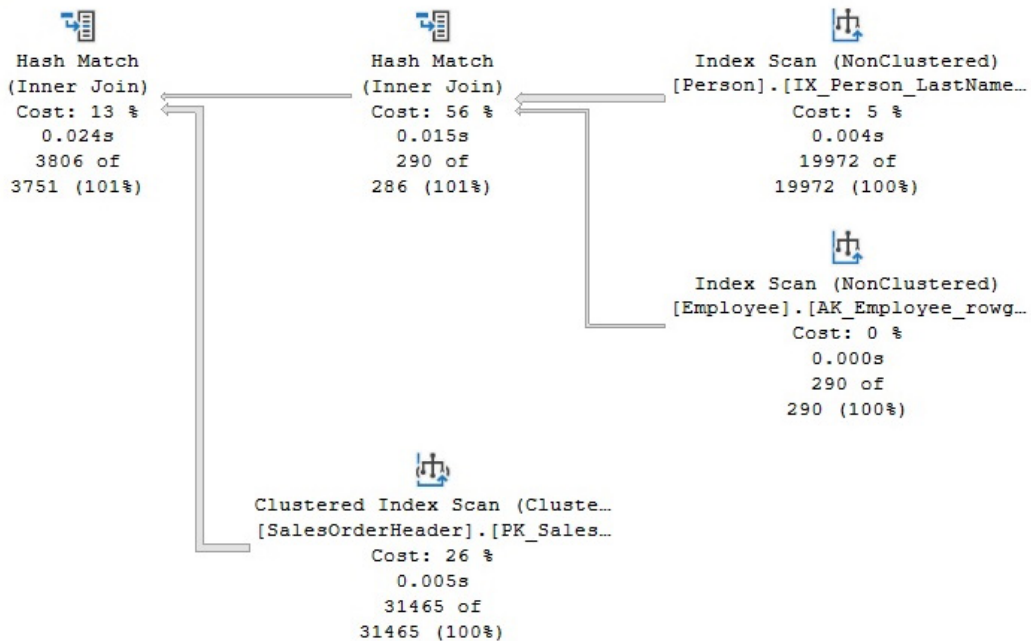 Hash Match
(Inner Join)
Cost: 13 %
0.024s
3806 of
3751 (101%)
Hash Match
(Inner Join)
Cost: 56 %
0.015s
290 of
286 (101%)
Index Scan (NonClustered)
[Person].[IX_Person_LastName…
Cost: 5 %
0.004s
19972 of
19972 (100%)
Index Scan (NonClustered)
[Employee].[AK_Employee_rowg…
Cost: 0 %
0.000s
290 of
290 (100%)
Clustered Index Scan (Cluste…
[SalesOrderHeader].[PK_Sales…
Cost: 26 %
0.005s
31465 of
31465 (100%)